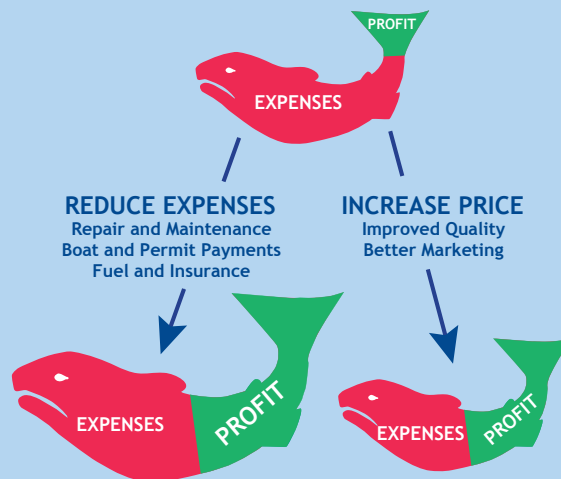 PROFIT
EXPENSES
REDUCE EXPENSES
Repair and Maintenance
Boat and Permit Payments
Fuel and Insurance
INCREASE PRICE
Improved Quality
Better Marketing
EXPENSES
PROFIT
EXPENSES
PROFIT